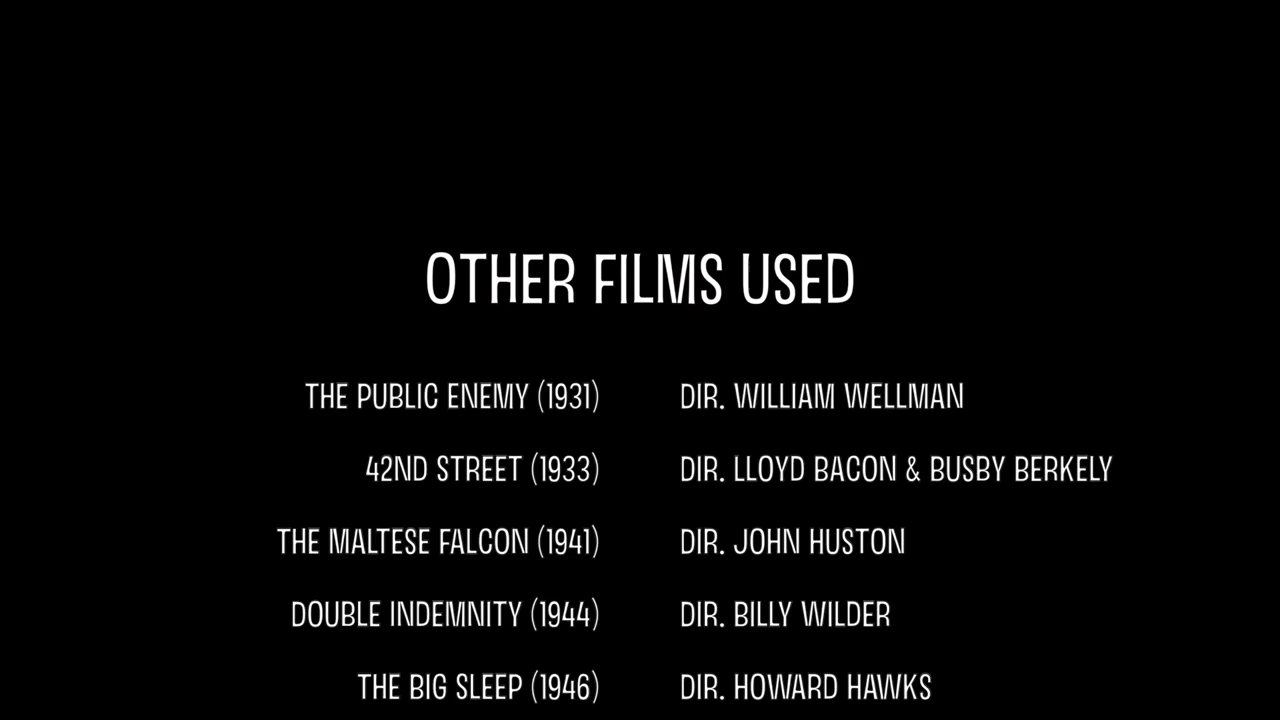 OTHER FILMS USED
THE PUBLIC ENEMY (1931) DIR. WILLIAM WELLMAN
42ND STREET (1933) DIR. LLOYD BACON & BUSBY BERKELY
THE MALTESE FALCON (1941) DIR. JOHN HUSTON
DOUBLE INDEMNITY (1944) DIR. BILLY WILDER
THE BIG SLEEP (1946) DIR. HOWARD HAWKS